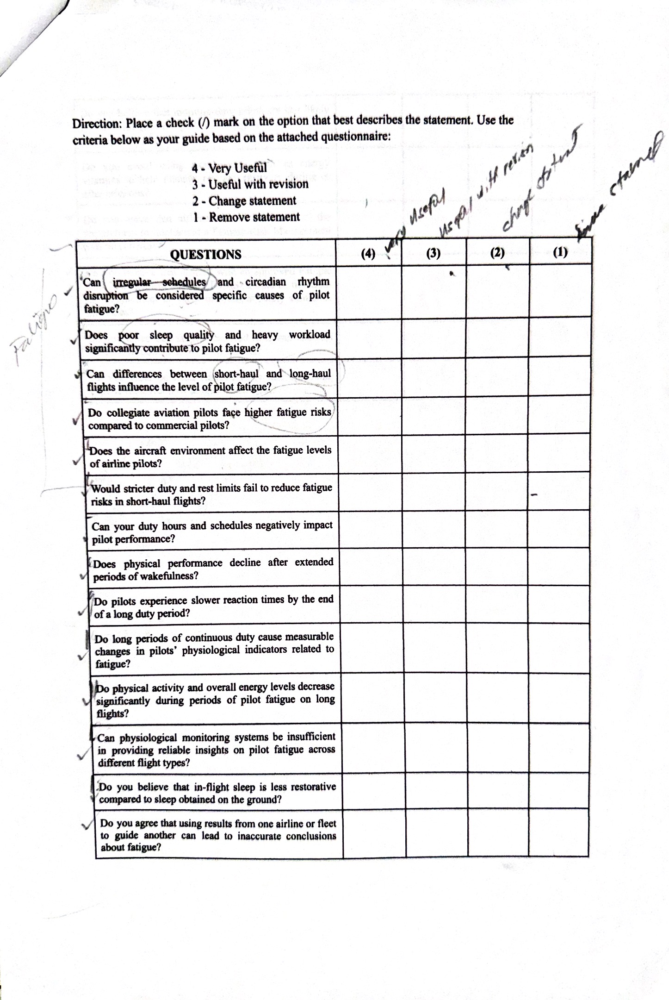 Direction: Place a check (/) mark on the option that best describes the statement. Use the
criteria below as your guide based on the attached questionnaire:
4 - Very Useful
3 - Useful with revision
2 - Change statement
1 - Remove statement
very useful
with
QUESTIONS (4) (3) (2) (1)
Can irregular schedules and circadian rhythm
disruption be considered specific causes of pilot
fatigue?
Fatigue
Does poor sleep quality and heavy workload
significantly contribute to pilot fatigue?
Can differences between short-haul and long-haul
flights influence the level of pilot fatigue?
Do collegiate aviation pilots face higher fatigue risks
compared to commercial pilots?
Does the aircraft environment affect the fatigue levels
of airline pilots?
Would stricter duty and rest limits fail to reduce fatigue
risks in short-haul flights?
Can your duty hours and schedules negatively impact
pilot performance?
Does physical performance decline after extended
periods of wakefulness?
Do pilots experience slower reaction times by the end
of a long duty period?
Do long periods of continuous duty cause measurable
changes in pilots' physiological indicators related to
fatigue?
Do physical activity and overall energy levels decrease
significantly during periods of pilot fatigue on long
flights?
Can physiological monitoring systems be insufficient
in providing reliable insights on pilot fatigue across
different flight types?
Do you believe that in-flight sleep is less restorative
compared to sleep obtained on the ground?
Do you agree that using results from one airline or fleet
to guide another can lead to inaccurate conclusions
about fatigue?